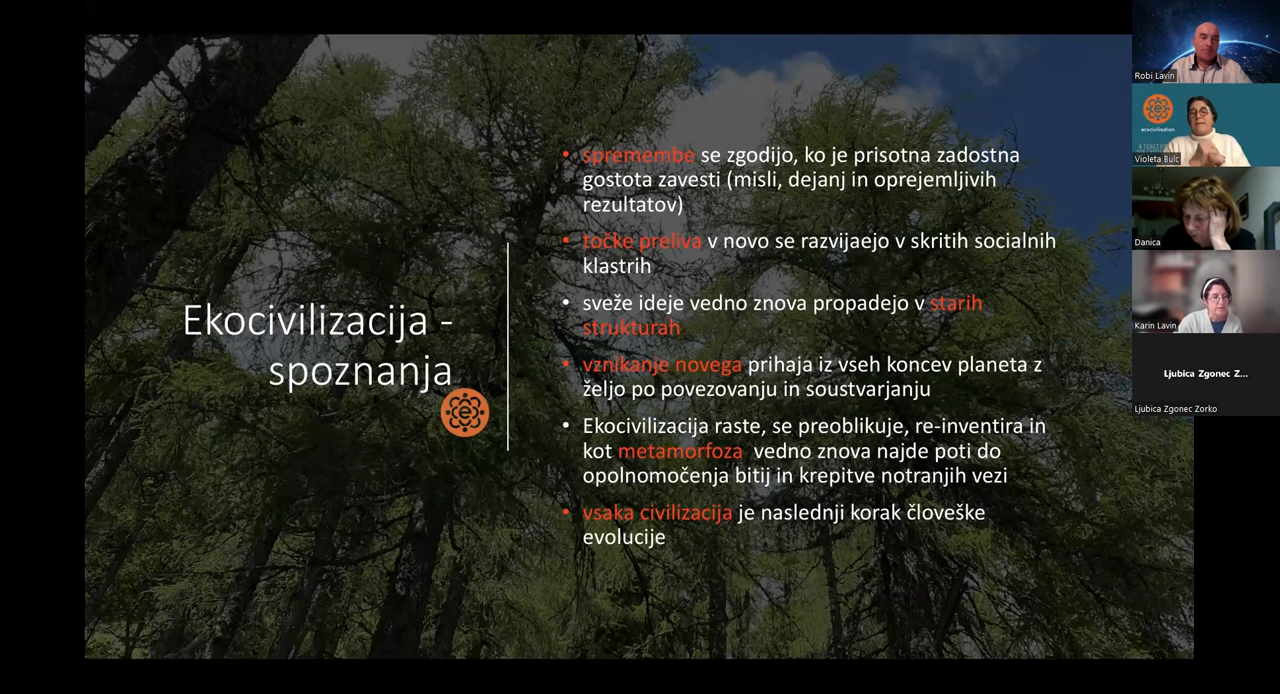 Ekocivilizacija -
spoznanja
e
• spremembe se zgodijo, ko je prisotna zadostna
gostota zavesti (misli, dejanj in oprejemljivih
rezultatov)
• točke preliva v novo se razvijaejo v skritih socialnih
klastrih
• sveže ideje vedno znova propadejo v starih
strukturah
• vznikanje novega prihaja iz vseh koncev planeta z
željo po povezovanju in soustvarjanju
• Ekocivilizacija raste, se preoblikuje, re-inventira in
kot metamorfoza vedno znova najde poti do
opolnomočenja bitij in krepitve notranjih vezi
• vsaka civilizacija je naslednji korak človeške
evolucije
Robi Lavin
ecocivilisation
A TICKET FO
Violeta Bulc
Danica
Karin Lavin
Ljubica Zgonec Z...
Ljubica Zgonec Zorko